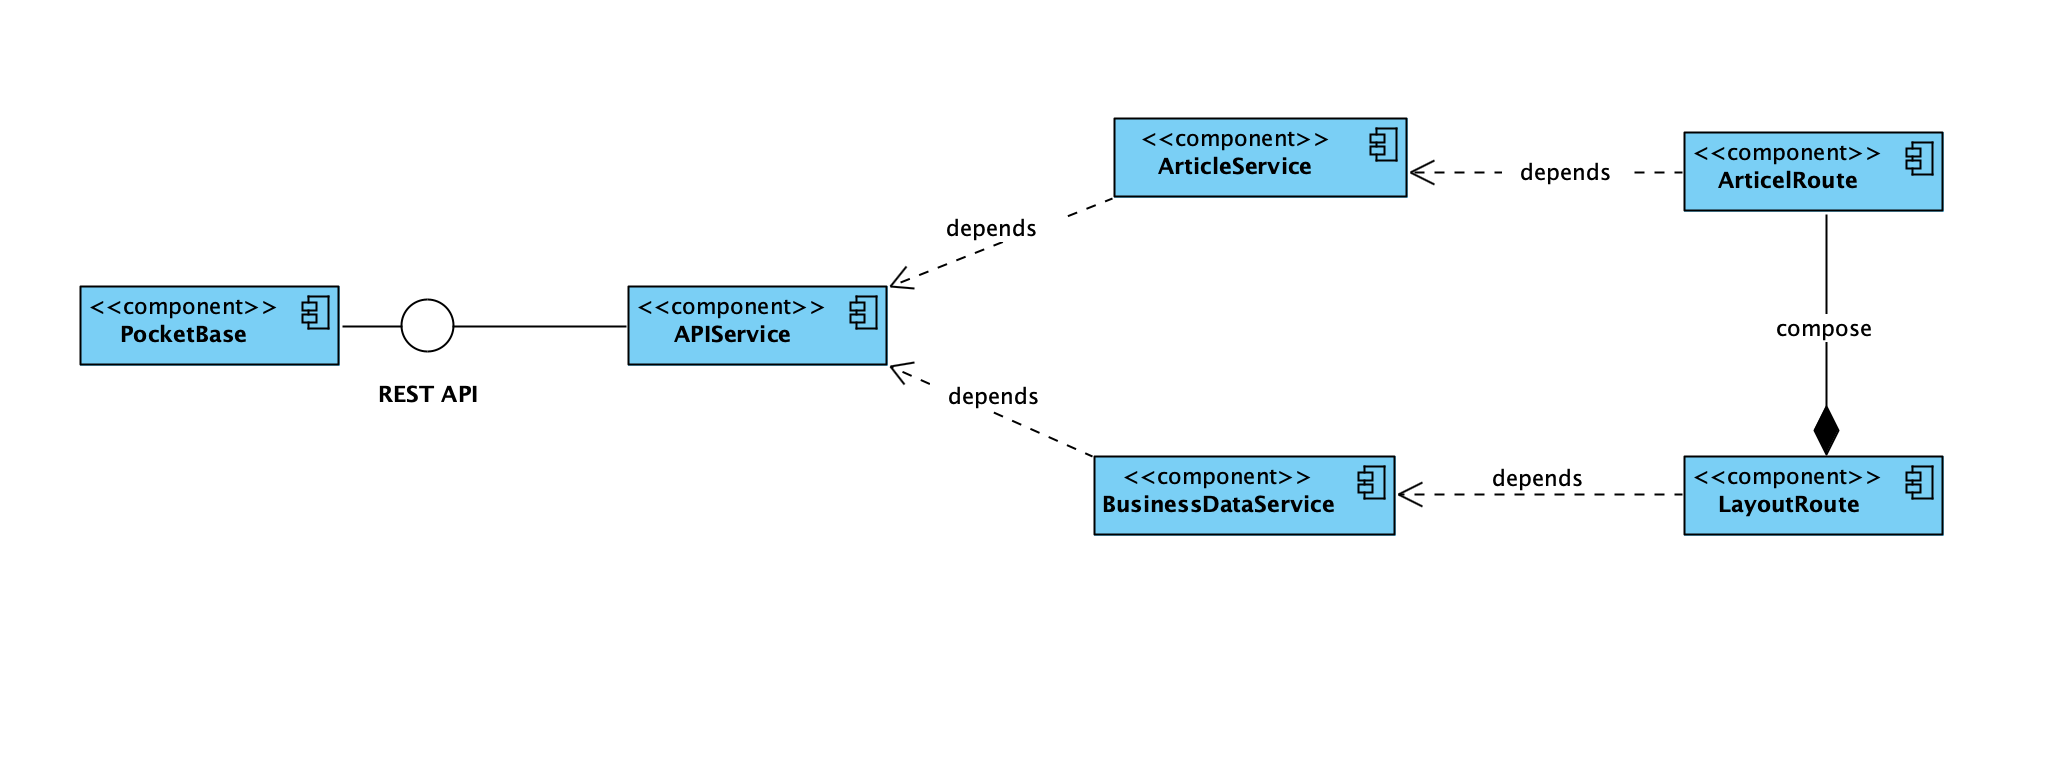 <<component>>
PocketBase
REST API
<<component>>
APIService
depends
depends
<<component>>
ArticleService
<<component>>
BusinessDataService
depends
depends
<<component>>
ArticelRoute
compose
<<component>>
LayoutRoute